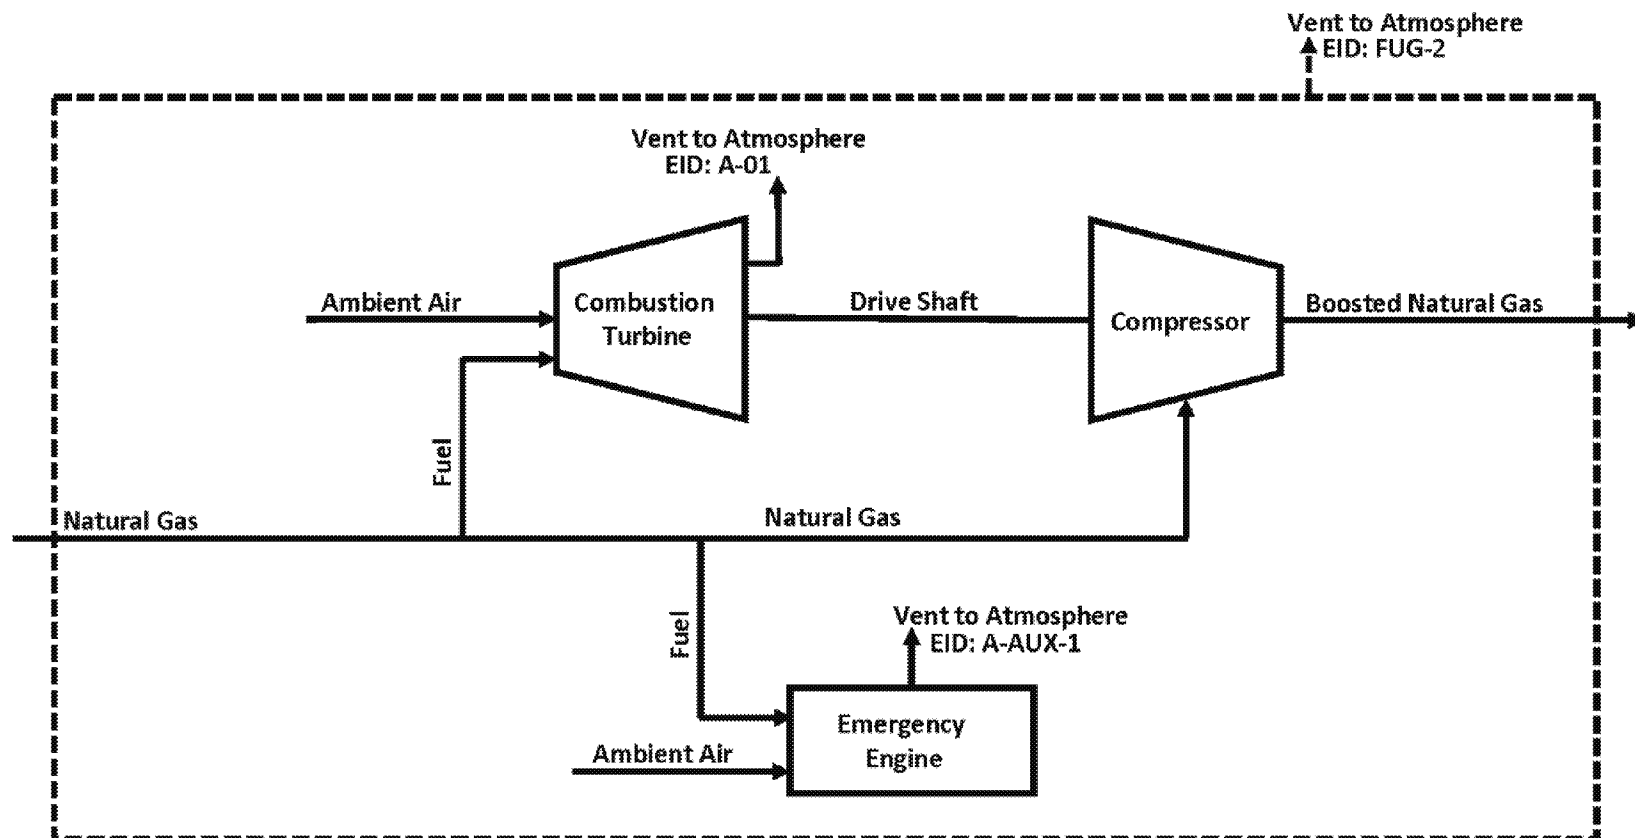 Vent to Atmosphere
EID: FUG-2
Vent to Atmosphere
EID: A-01
Ambient Air
Combustion
Turbine
Drive Shaft
Compressor
Boosted Natural Gas
Fuel
Natural Gas
Natural Gas
Fuel
Vent to Atmosphere
EID: A-AUX-1
Emergency
Engine
Ambient Air